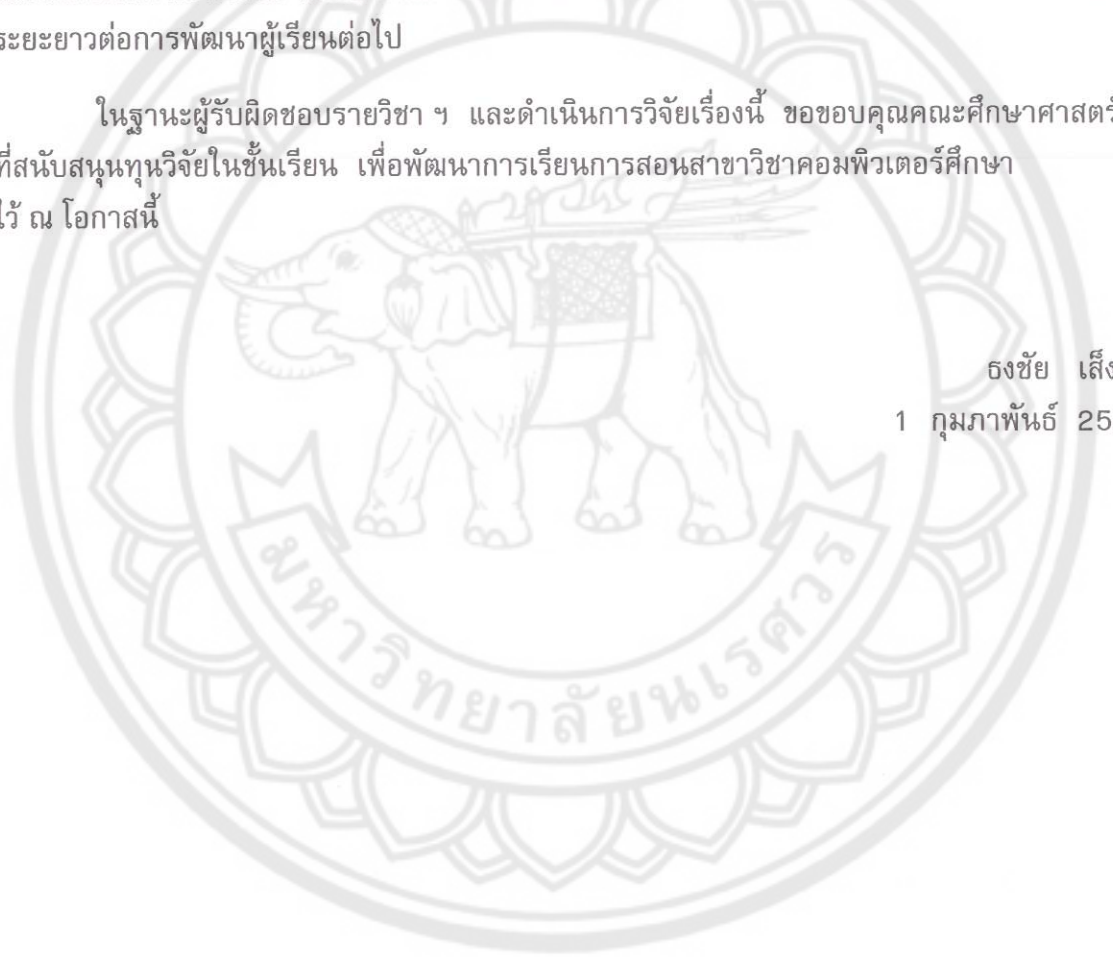 ระยะยาวต่อการพัฒนาผู้เรียนต่อไป
ในฐานะผู้รับผิดชอบรายวิชา ฯ และดำเนินการวิจัยเรื่องนี้ ขอขอบคุณคณะศึกษาศาสตร์
ที่สนับสนุนทุนวิจัยในชั้นเรียน เพื่อพัฒนาการเรียนการสอนสาขาวิชาคอมพิวเตอร์ศึกษา
ไว้ ณ โอกาสนี้
ธงชัย เส็ง
1 กุมภาพันธ์ 25
มหาวิทยาลัยนเรศวร